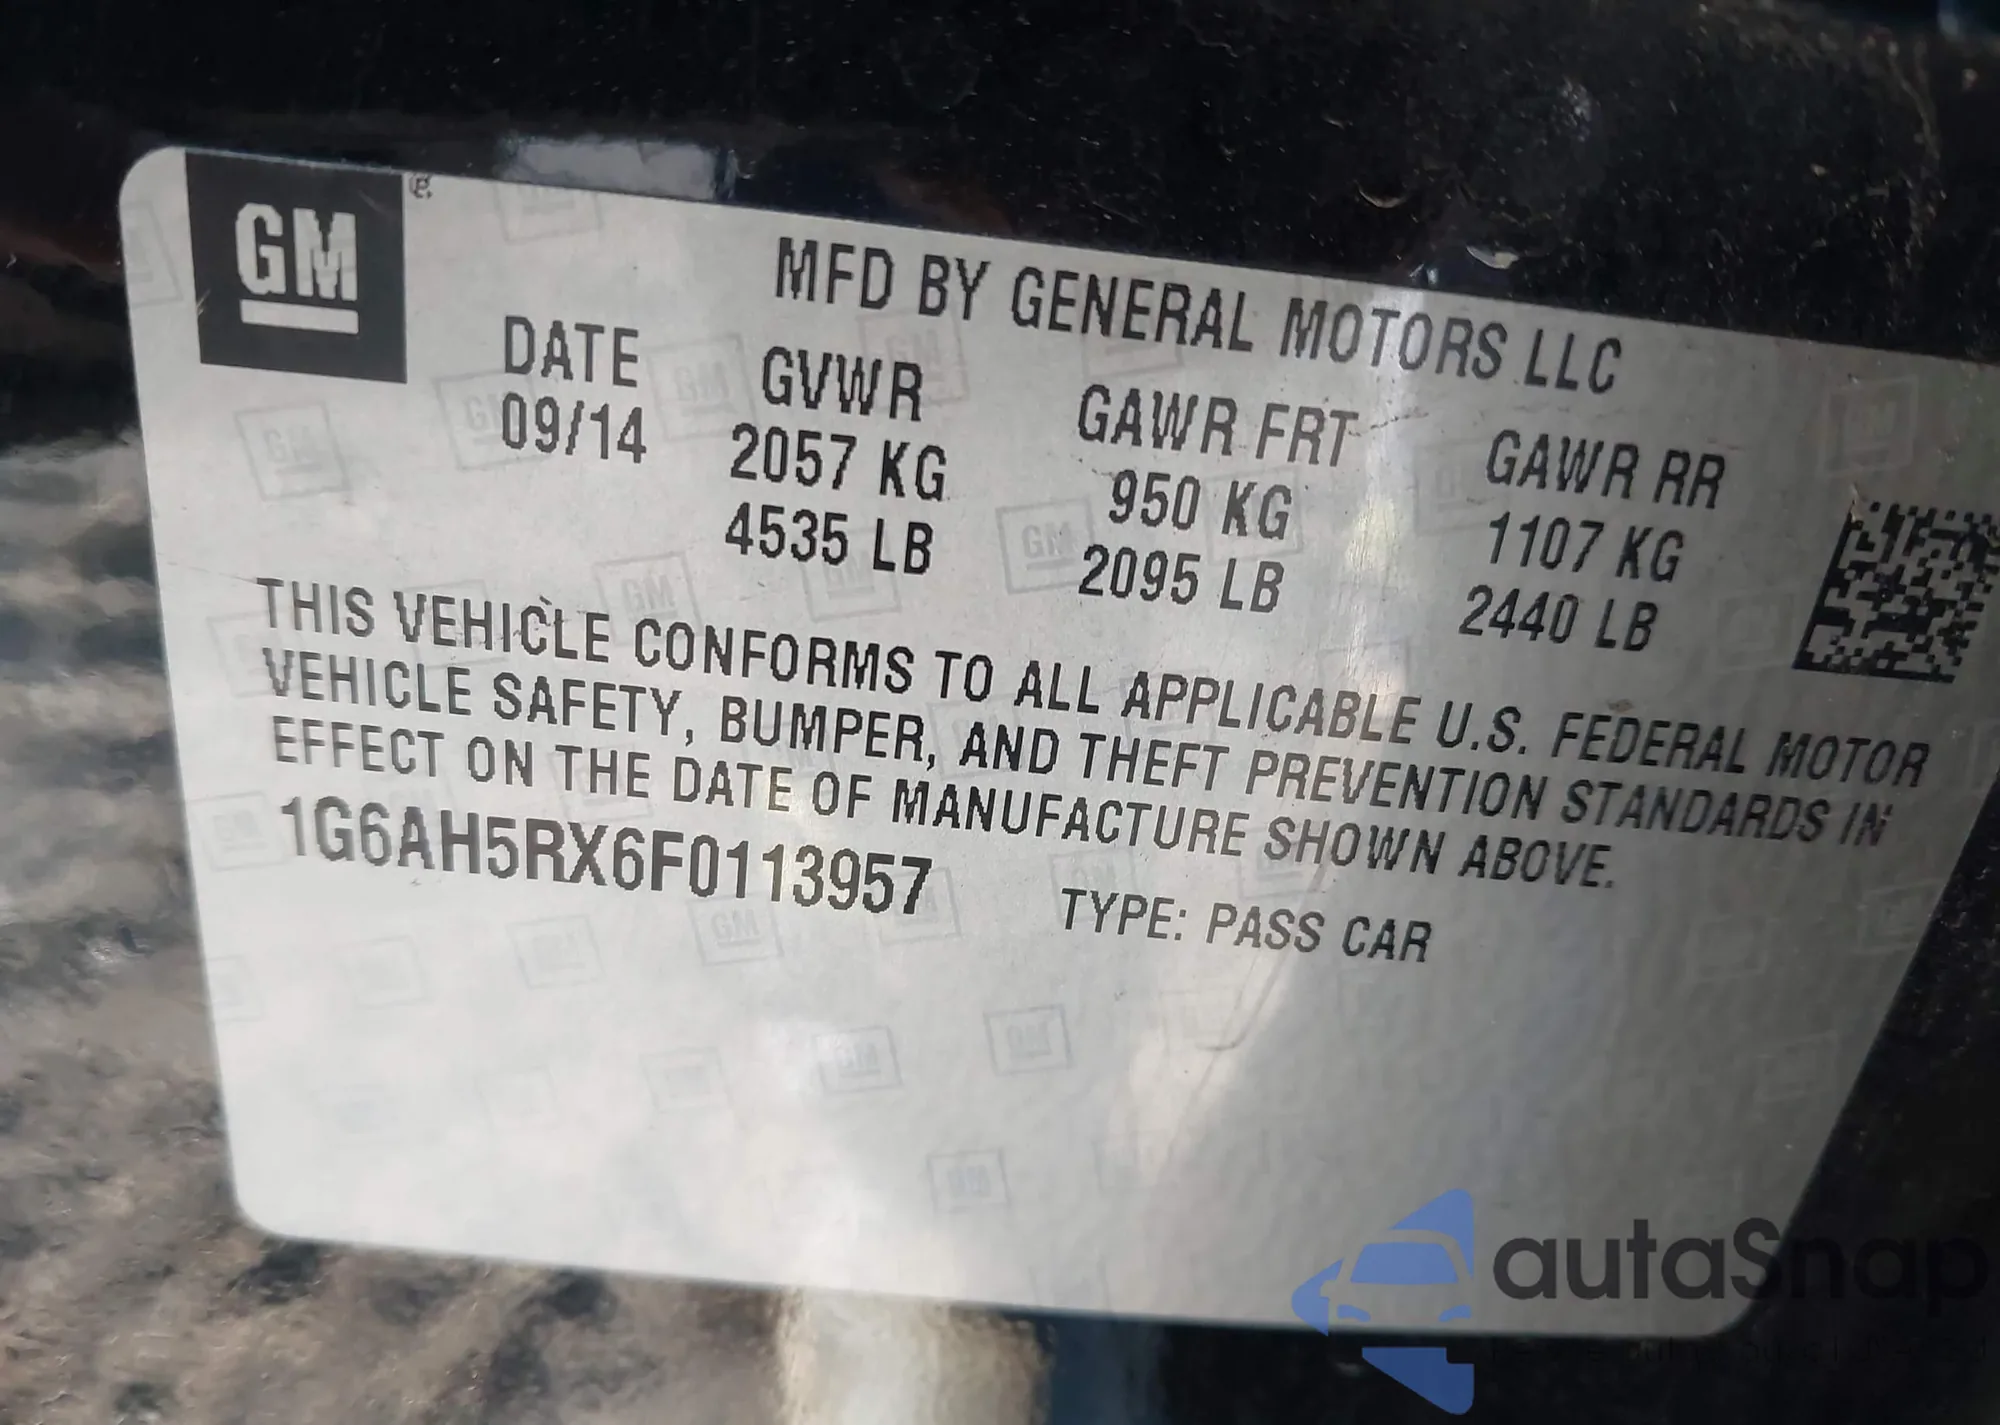 GM
MFD BY GENERAL MOTORS LLC
DATE GVWR GAWR FRT GAWR RR
09/14 2057 KG 950 KG 1107 KG
4535 LB 2095 LB 2440 LB
THIS VEHICLE CONFORMS TO ALL APPLICABLE U.S. FEDERAL MOTOR
VEHICLE SAFETY, BUMPER, AND THEFT PREVENTION STANDARDS IN
EFFECT ON THE DATE OF MANUFACTURE SHOWN ABOVE.
1G6AH5RX6F0113957 TYPE: PASS CAR
autaSnap